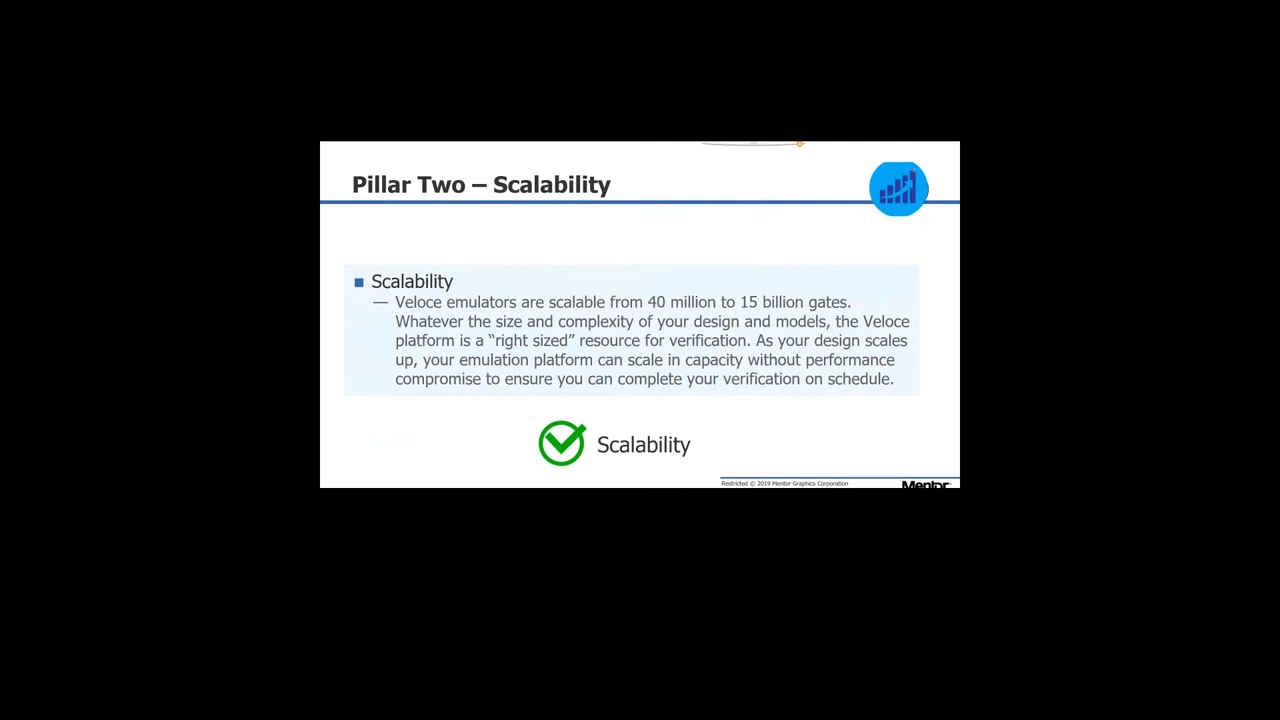 Pillar Two – Scalability
Scalability
— Veloce emulators are scalable from 40 million to 15 billion gates.
Whatever the size and complexity of your design and models, the Veloce
platform is a “right sized” resource for verification. As your design scales
up, your emulation platform can scale in capacity without performance
compromise to ensure you can complete your verification on schedule.
Scalability
Restricted © 2019 Mentor Graphics Corporation
Mentor